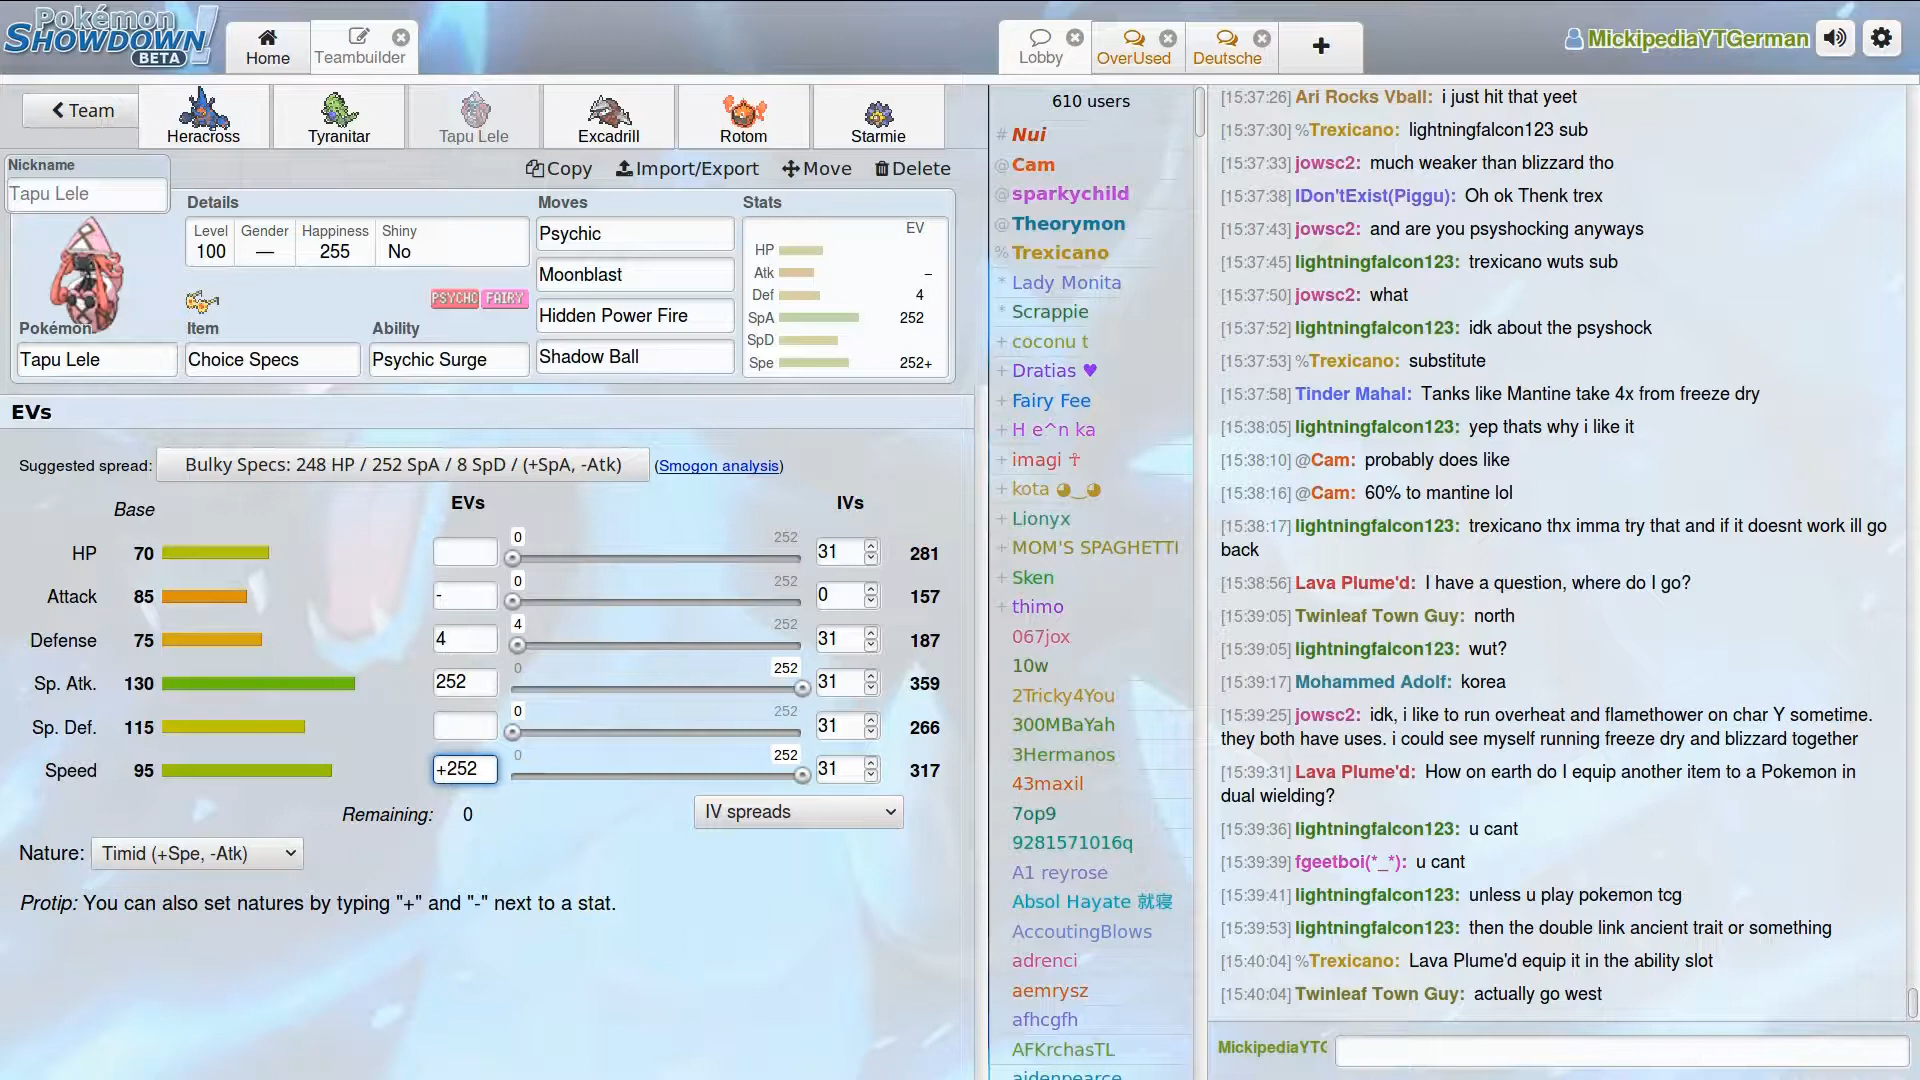 Pokémon
SHOWDOWN!
BETA
Home
Teambuilder
Lobby
OverUsed
Deutsche
+
MickipediaYTGerman
Team
Heracross
Tyranitar
Tapu Lele
Excadrill
Rotom
Starmie
Copy
Import/Export
Move
Delete
Nickname
Tapu Lele
Details
Level
100
Gender
—
Happiness
255
Shiny
No
PSYCHC
FAIRY
Pokémon
Tapu Lele
Item
Choice Specs
Ability
Psychic Surge
Moves
Psychic
Moonblast
Hidden Power Fire
Shadow Ball
Stats
EV
HP
Atk –
Def 4
SpA 252
SpD
Spe 252+
EVs
Suggested spread: Bulky Specs: 248 HP / 252 SpA / 8 SpD / (+SpA, -Atk) (Smogon analysis)
Base EVs IVs
HP 70 0 252 31 281
Attack 85 - 0 252 0 157
Defense 75 4 4 252 31 187
Sp. Atk. 130 252 0 252 31 359
Sp. Def. 115 0 252 31 266
Speed 95 +252 0 252 31 317
Remaining: 0
IV spreads
Nature: Timid (+Spe, -Atk)
Protip: You can also set natures by typing "+" and "-" next to a stat.
610 users
#Nui
@Cam
@sparkychild
@Theorymon
%Trexicano
*Lady Monita
*Scrappie
+coconu t
+Dratias ♥
+Fairy Fee
+H e^n ka
+imagi ☥
+kota ◕‿◕
+Lionyx
+MOM'S SPAGHETTI
+Sken
+thimo
067jox
10w
2Tricky4You
300MBaYah
3Hermanos
43maxil
7op9
9281571016q
A1 reyrose
Absol Hayate 就寝
AccoutingBlows
adrenci
aemrysz
afhcgfh
AFKrchasTL
aidenpearce
[15:37:26] Ari Rocks Vball: i just hit that yeet
[15:37:30] %Trexicano: lightningfalcon123 sub
[15:37:33] jowsc2: much weaker than blizzard tho
[15:37:38] IDon'tExist(Piggu): Oh ok Thenk trex
[15:37:43] jowsc2: and are you psyshocking anyways
[15:37:45] lightningfalcon123: trexicano wuts sub
[15:37:50] jowsc2: what
[15:37:52] lightningfalcon123: idk about the psyshock
[15:37:53] %Trexicano: substitute
[15:37:58] Tinder Mahal: Tanks like Mantine take 4x from freeze dry
[15:38:05] lightningfalcon123: yep thats why i like it
[15:38:10] @Cam: probably does like
[15:38:16] @Cam: 60% to mantine lol
[15:38:17] lightningfalcon123: trexicano thx imma try that and if it doesnt work ill go
back
[15:38:56] Lava Plume'd: I have a question, where do I go?
[15:39:05] Twinleaf Town Guy: north
[15:39:05] lightningfalcon123: wut?
[15:39:17] Mohammed Adolf: korea
[15:39:25] jowsc2: idk, i like to run overheat and flamethower on char Y sometime.
they both have uses. i could see myself running freeze dry and blizzard together
[15:39:31] Lava Plume'd: How on earth do I equip another item to a Pokemon in
dual wielding?
[15:39:36] lightningfalcon123: u cant
[15:39:39] fgeetboi(*_*): u cant
[15:39:41] lightningfalcon123: unless u play pokemon tcg
[15:39:53] lightningfalcon123: then the double link ancient trait or something
[15:40:04] %Trexicano: Lava Plume'd equip it in the ability slot
[15:40:04] Twinleaf Town Guy: actually go west
MickipediaYTG